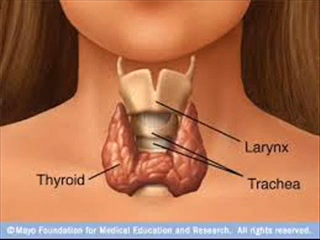 Larynx
Thyroid
Trachea
©Mayo Foundation for Medical Education and Research. All rights reserved.